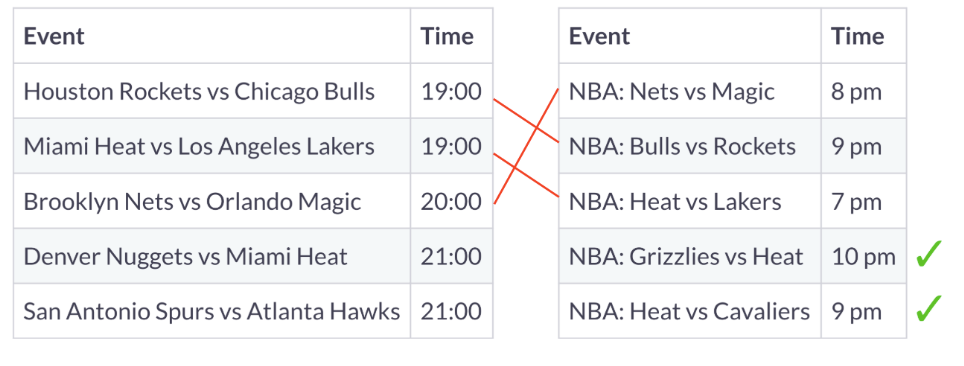 Event Time
Houston Rockets vs Chicago Bulls 19:00
Miami Heat vs Los Angeles Lakers 19:00
Brooklyn Nets vs Orlando Magic 20:00
Denver Nuggets vs Miami Heat 21:00
San Antonio Spurs vs Atlanta Hawks 21:00
Event Time
NBA: Nets vs Magic 8 pm
NBA: Bulls vs Rockets 9 pm
NBA: Heat vs Lakers 7 pm
NBA: Grizzlies vs Heat 10 pm
NBA: Heat vs Cavaliers 9 pm